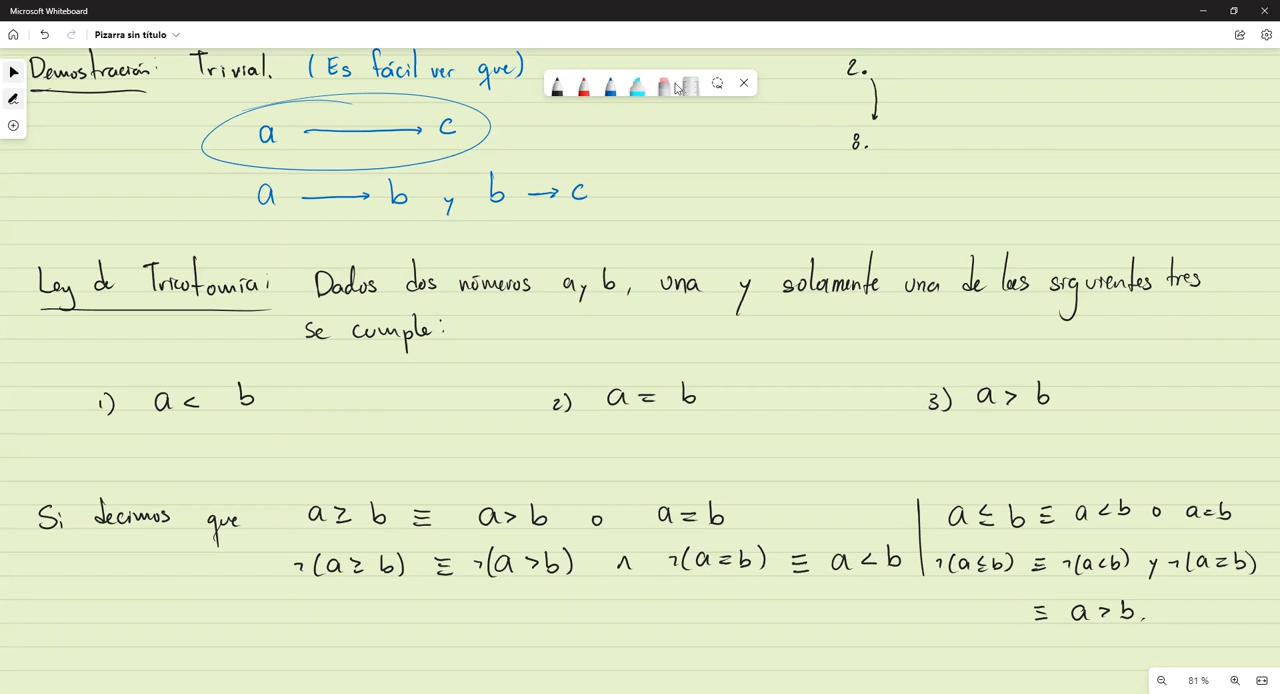 Microsoft Whiteboard
Pizarra sin título
Demostración: Trivial. (Es fácil ver que)
2.
8.
a ⟶ c
a ⟶ b y b → c
Ley de Tricotomía: Dados dos números a y b, una y solamente una de las siguientes tres
se cumple:
1) a < b
2) a = b
3) a > b
Si decimos que a ≥ b ≡ a > b o a = b
¬(a ≥ b) ≡ ¬(a > b) ∧ ¬(a = b) ≡ a < b
a ≤ b ≡ a < b o a = b
¬(a ≤ b) ≡ ¬(a < b) y ¬(a = b)
≡ a > b.
81 %